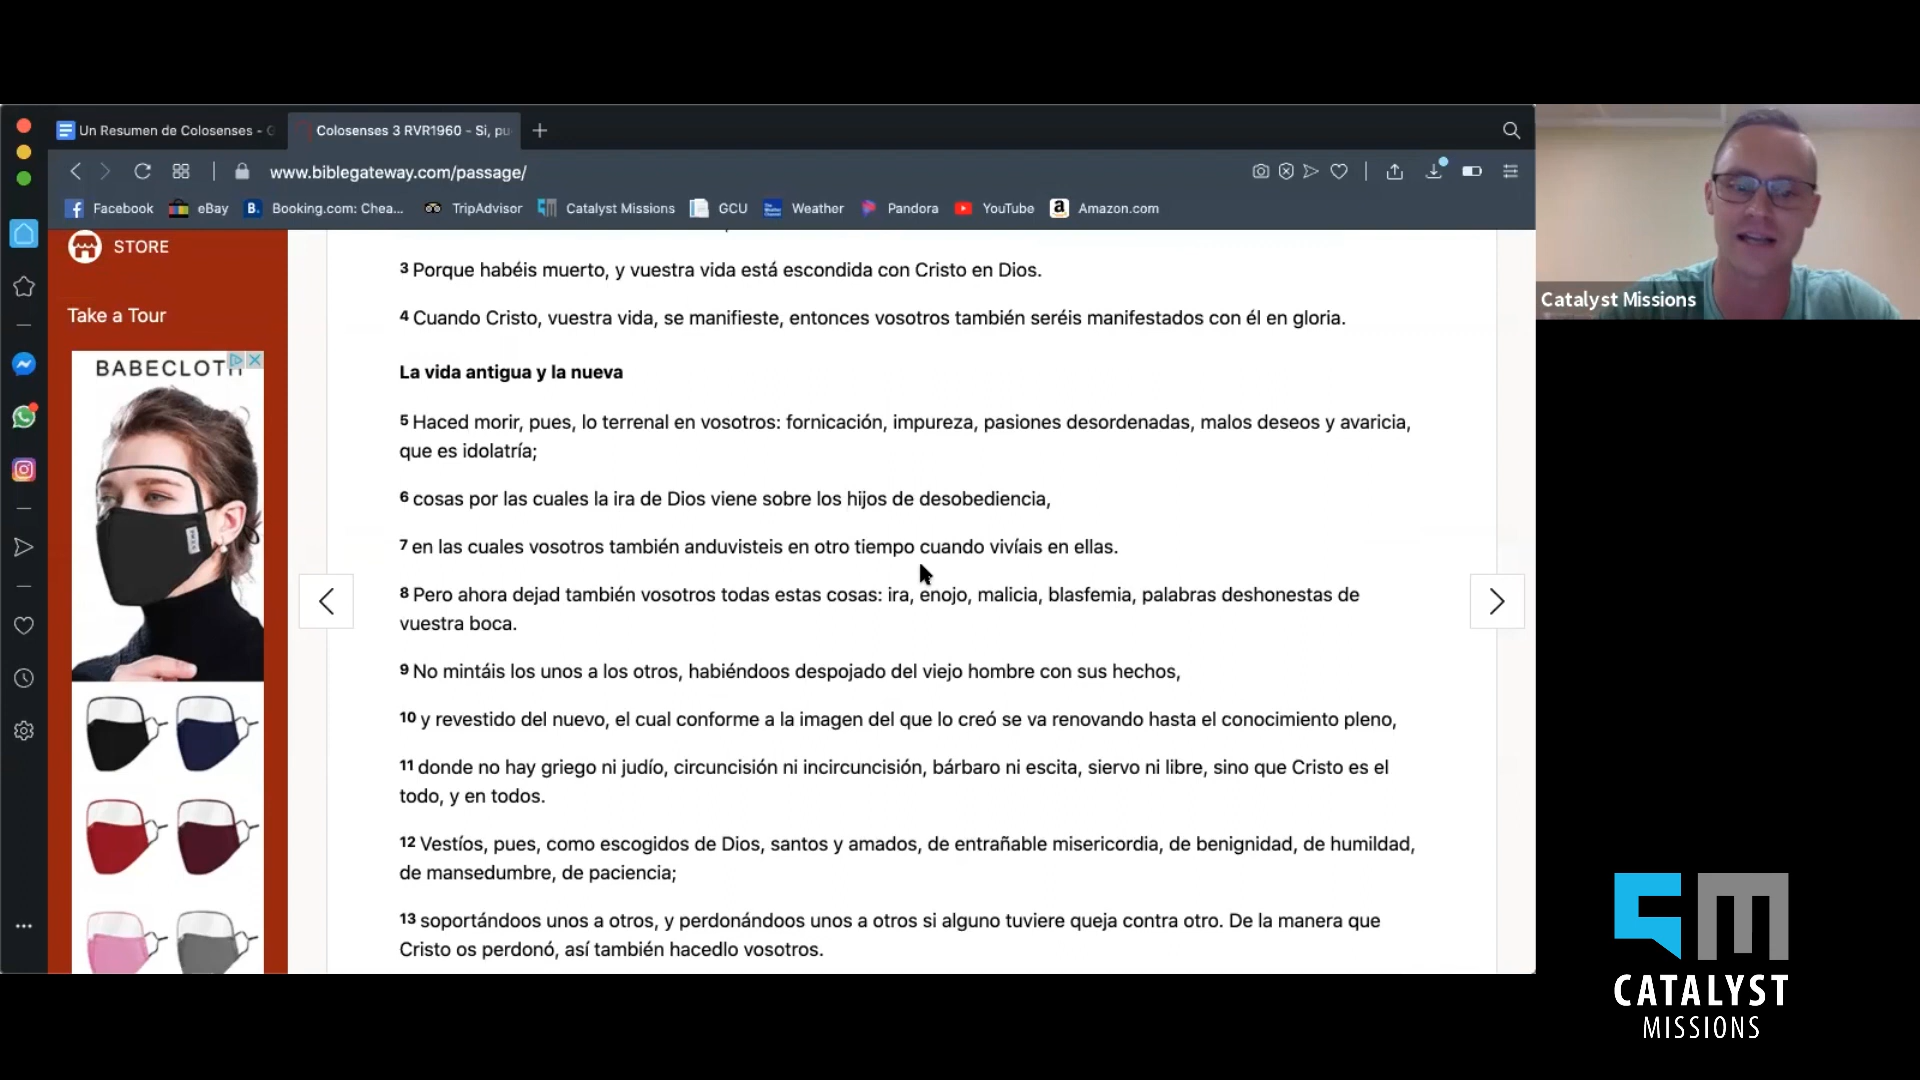 Un Resumen de Colosenses - G
Colosenses 3 RVR1960 - Si, pu
www.biblegateway.com/passage/
Facebook
eBay
B. Booking.com: Chea...
TripAdvisor
Catalyst Missions
GCU
Weather
Pandora
YouTube
a Amazon.com
STORE
Take a Tour
BABECLOTH
3 Porque habéis muerto, y vuestra vida está escondida con Cristo en Dios.
4 Cuando Cristo, vuestra vida, se manifieste, entonces vosotros también seréis manifestados con él en gloria.
La vida antigua y la nueva
5 Haced morir, pues, lo terrenal en vosotros: fornicación, impureza, pasiones desordenadas, malos deseos y avaricia,
que es idolatría;
6 cosas por las cuales la ira de Dios viene sobre los hijos de desobediencia,
7 en las cuales vosotros también anduvisteis en otro tiempo cuando vivíais en ellas.
8 Pero ahora dejad también vosotros todas estas cosas: ira, enojo, malicia, blasfemia, palabras deshonestas de
vuestra boca.
9 No mintáis los unos a los otros, habiéndoos despojado del viejo hombre con sus hechos,
10 y revestido del nuevo, el cual conforme a la imagen del que lo creó se va renovando hasta el conocimiento pleno,
11 donde no hay griego ni judío, circuncisión ni incircuncisión, bárbaro ni escita, siervo ni libre, sino que Cristo es el
todo, y en todos.
12 Vestíos, pues, como escogidos de Dios, santos y amados, de entrañable misericordia, de benignidad, de humildad,
de mansedumbre, de paciencia;
13 soportándoos unos a otros, y perdonándoos unos a otros si alguno tuviere queja contra otro. De la manera que
Cristo os perdonó, así también hacedlo vosotros.
Catalyst Missions
CATALYST
MISSIONS